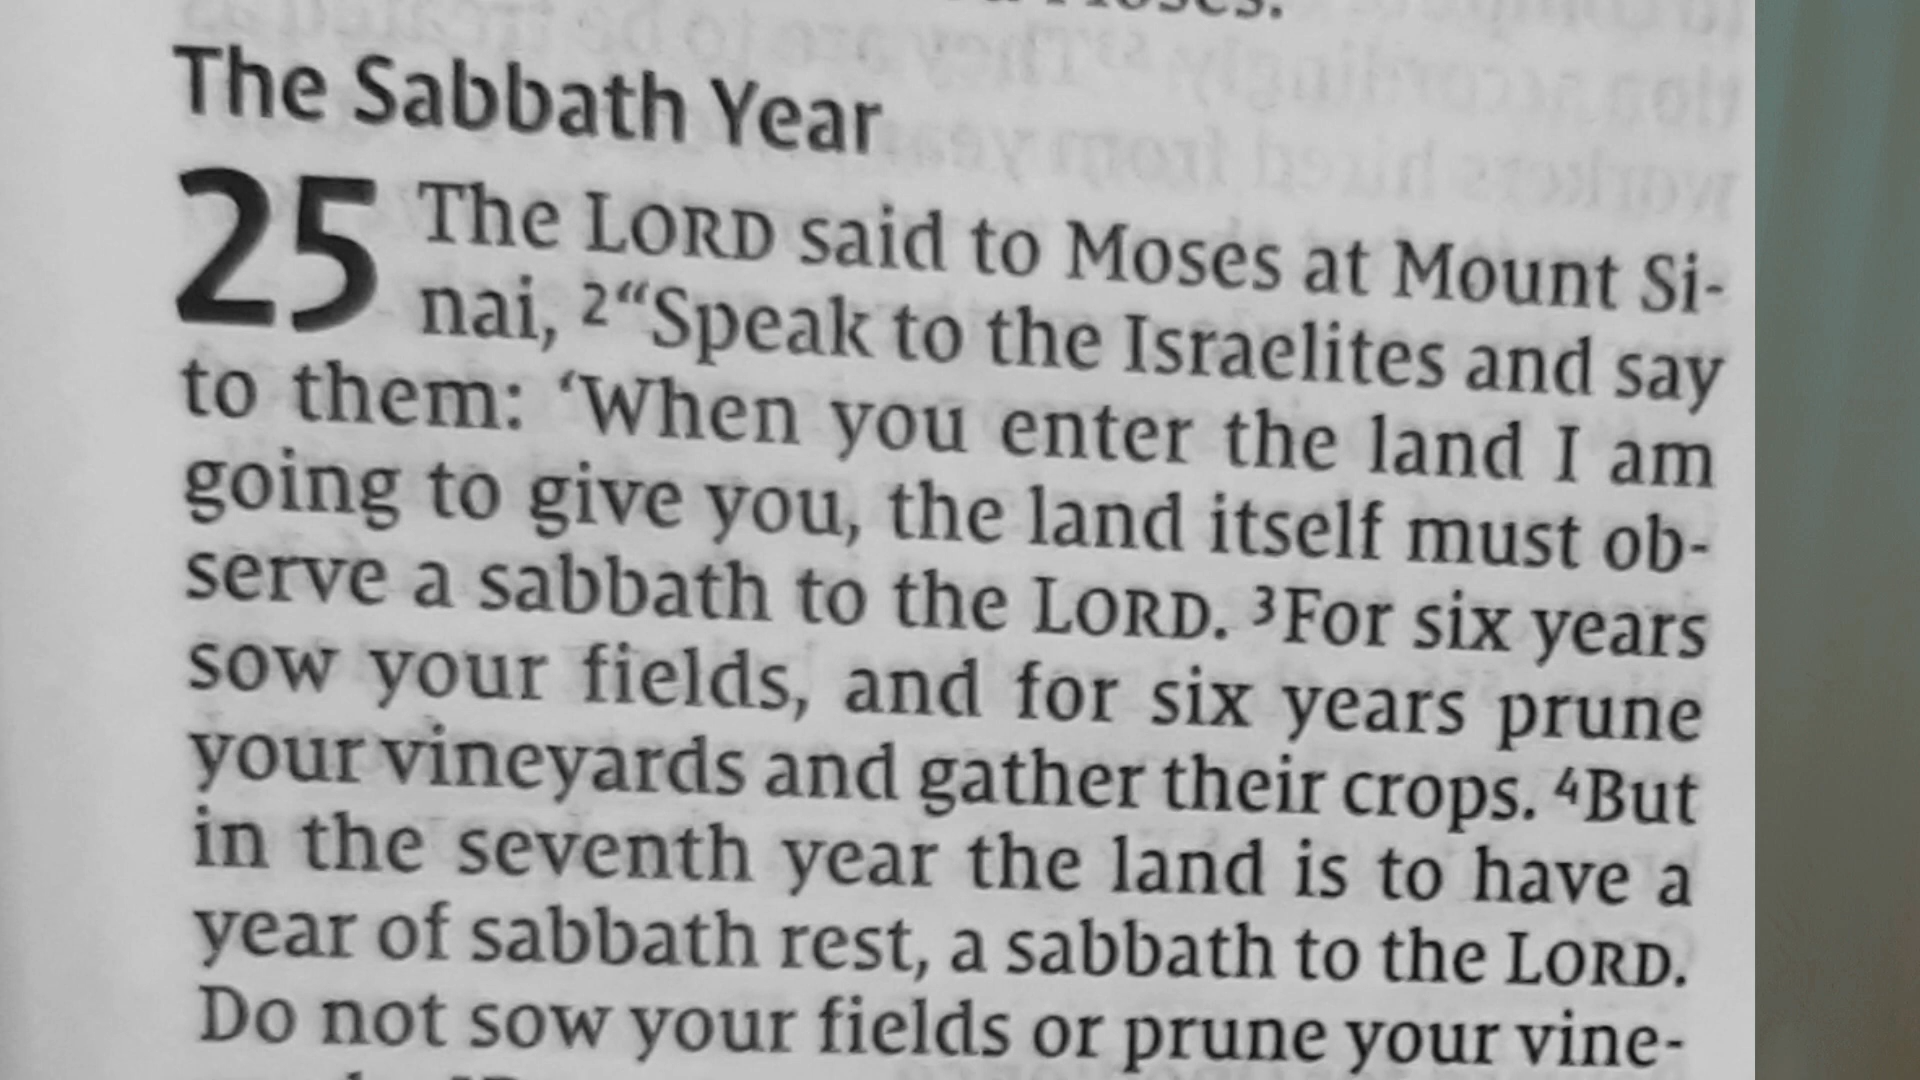 Moses.
The Sabbath Year
25 The LORD said to Moses at Mount Si-
nai, 2“Speak to the Israelites and say
to them: ‘When you enter the land I am
going to give you, the land itself must ob-
serve a sabbath to the LORD. 3For six years
sow your fields, and for six years prune
your vineyards and gather their crops. 4But
in the seventh year the land is to have a
year of sabbath rest, a sabbath to the LORD.
Do not sow your fields or prune your vine-